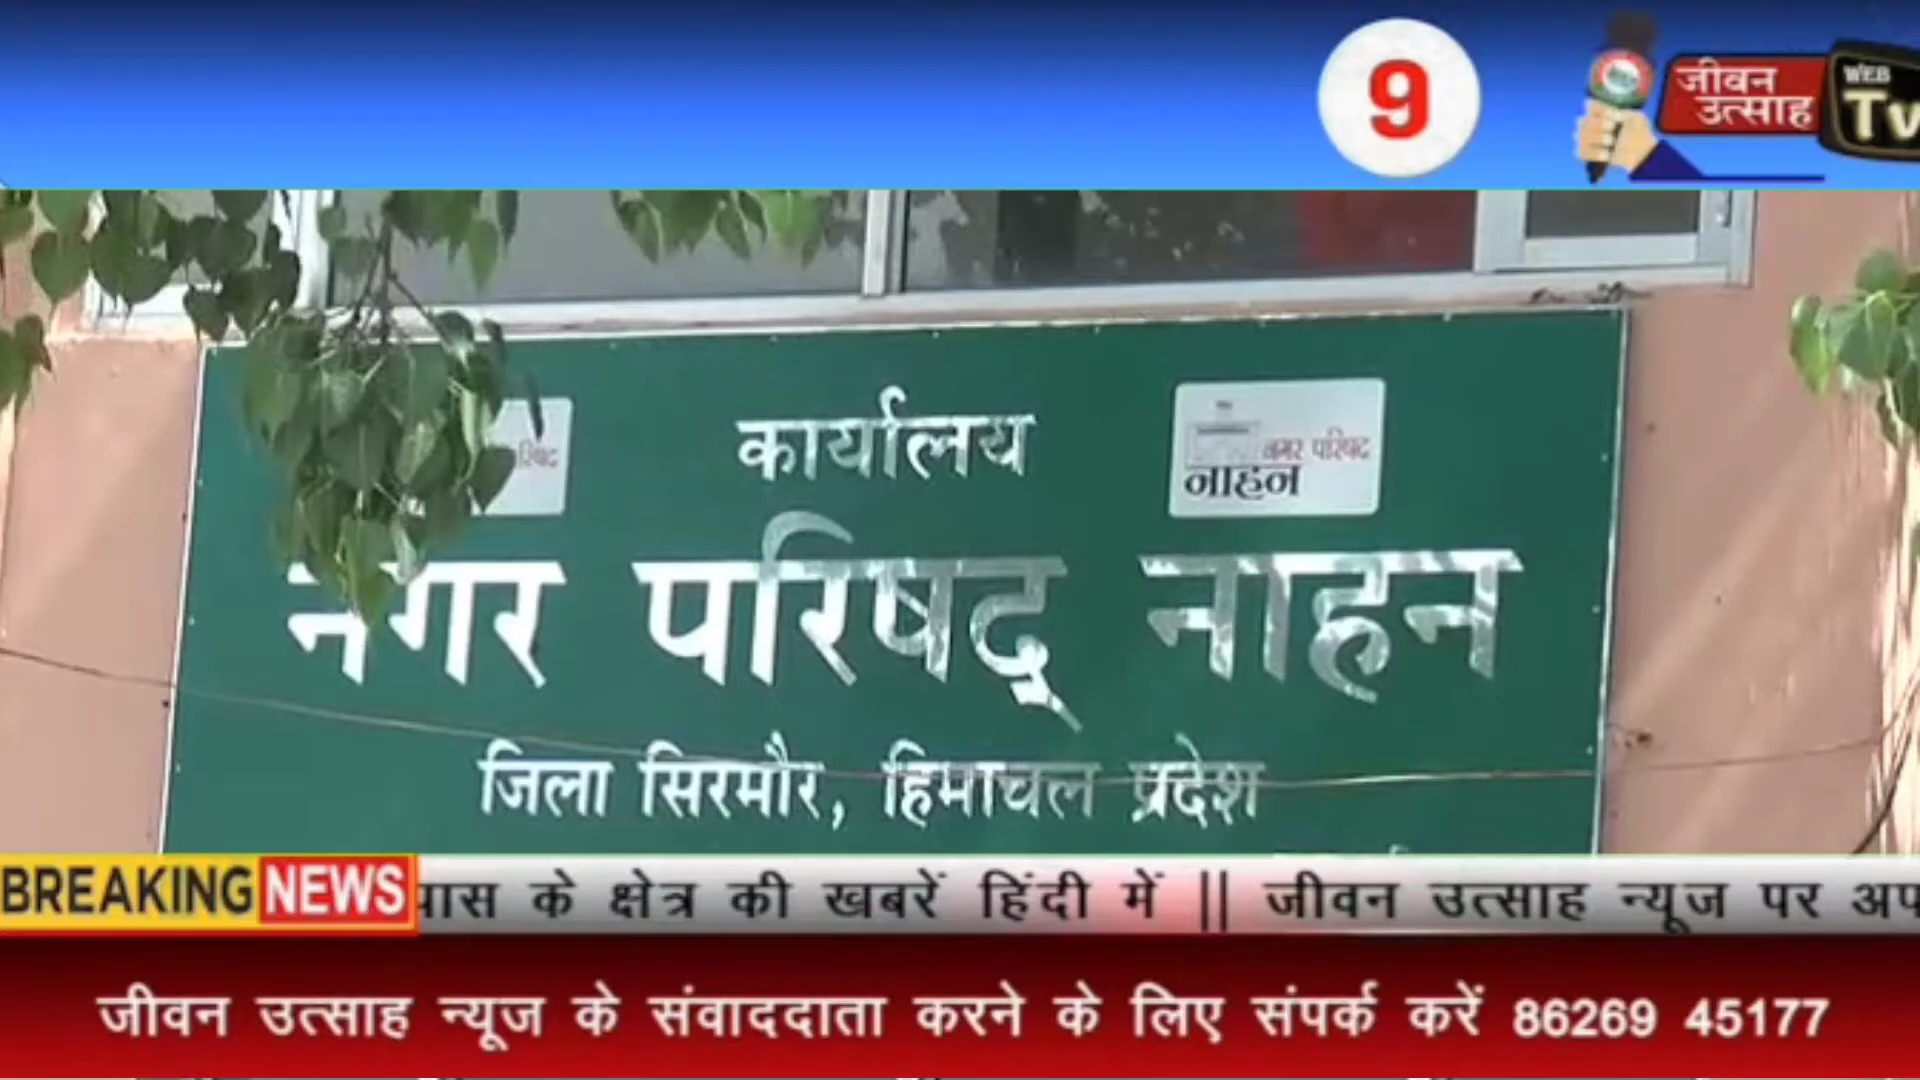 9
जीवन
उत्साह
WEB
Tv
कार्यालय
रिषद
नगर परिषद
नाहन
नगर परिषद् नाहन
जिला सिरमौर, हिमाचल प्रदेश
BREAKING NEWS
के क्षेत्र की खबरें हिंदी में || जीवन उत्साह न्यूज पर
जीवन उत्साह न्यूज के संवाददाता करने के लिए संपर्क करें 86269 45177